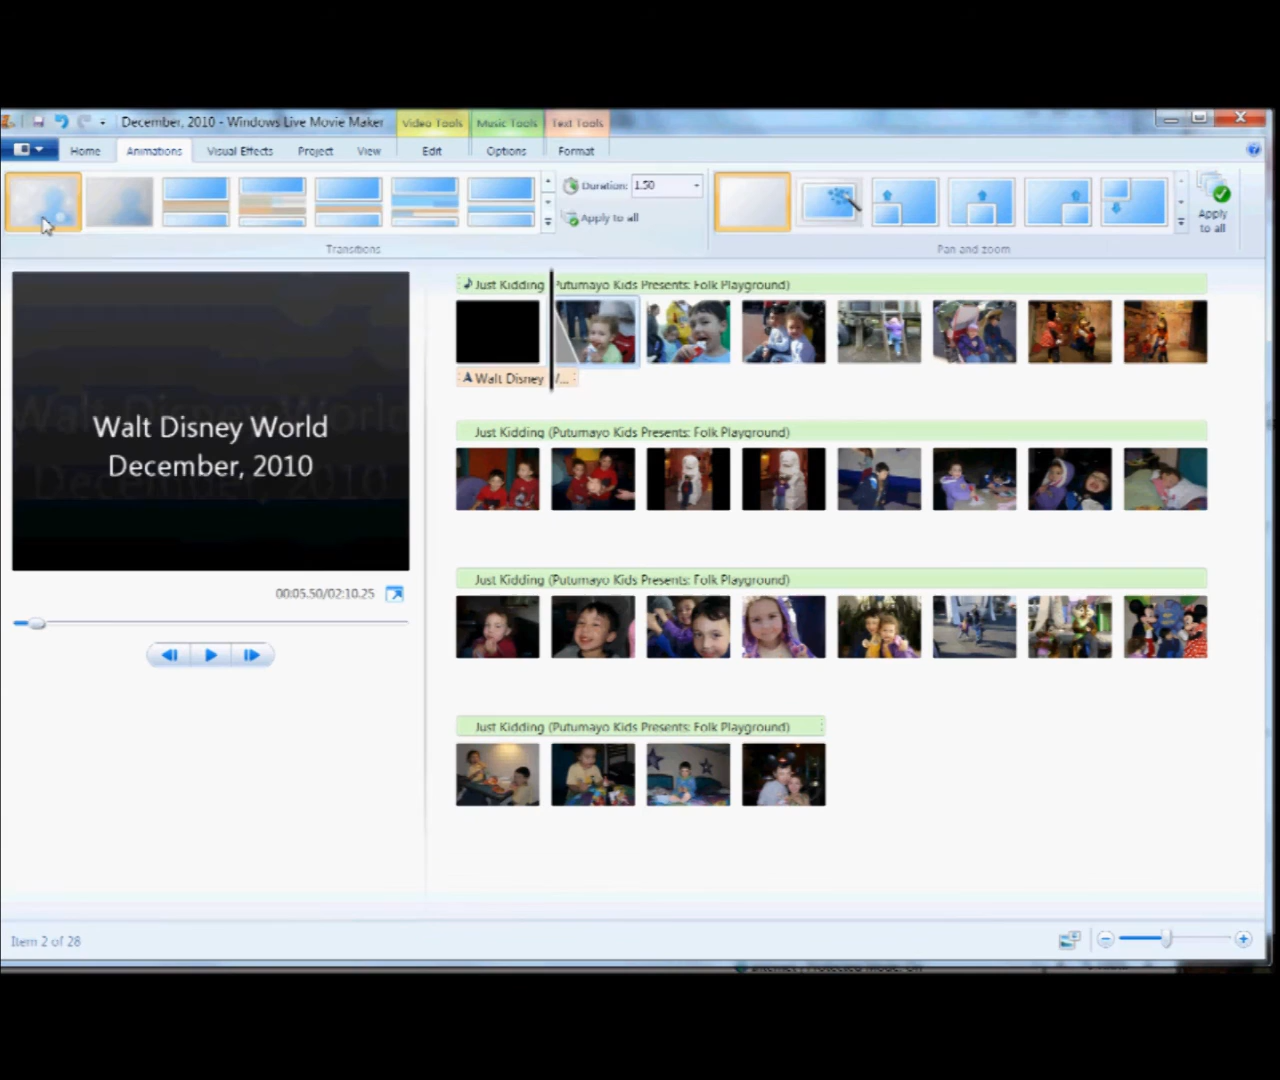 December, 2010 - Windows Live Movie Maker
Video Tools
Music Tools
Text Tools
Home
Animations
Visual Effects
Project
View
Edit
Options
Format
Duration: 1.50
Apply to all
Transitions
Pan and zoom
Apply
to all
Walt Disney World
December, 2010
00:05.50/02:10.25
Just Kidding
Putumayo Kids Presents: Folk Playground)
Walt Disney
Just Kidding (Putumayo Kids Presents: Folk Playground)
Just Kidding (Putumayo Kids Presents: Folk Playground)
Just Kidding (Putumayo Kids Presents: Folk Playground)
Item 2 of 28
Internet | Protected Mode: On